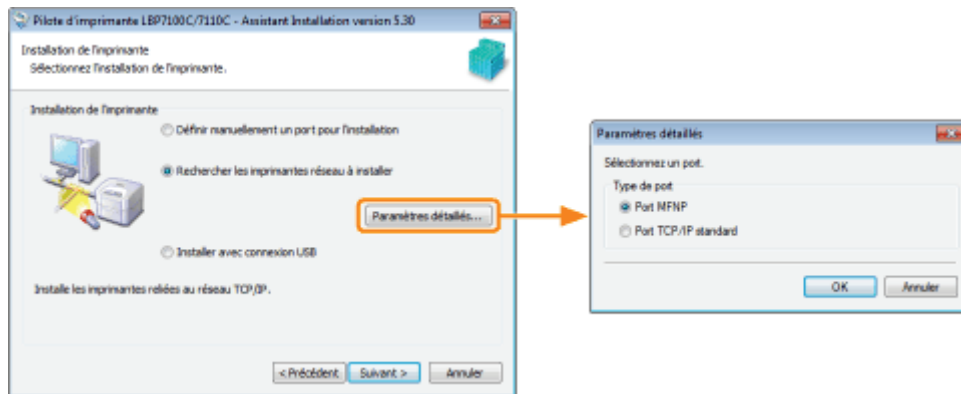 Pilote d'imprimante LBP7100C/7110C - Assistant Installation version 5.30
Installation de l'imprimante
Sélectionnez l'installation de l'imprimante.
Installation de l'imprimante
Définir manuellement un port pour l'installation
Rechercher les imprimantes réseau à installer
Paramètres détaillés...
Installer avec connexion USB
Installe les imprimantes reliées au réseau TCP/IP.
< Précédent
Suivant >
Annuler
Paramètres détaillés
Sélectionnez un port.
Type de port
Port MFNP
Port TCP/IP standard
OK
Annuler